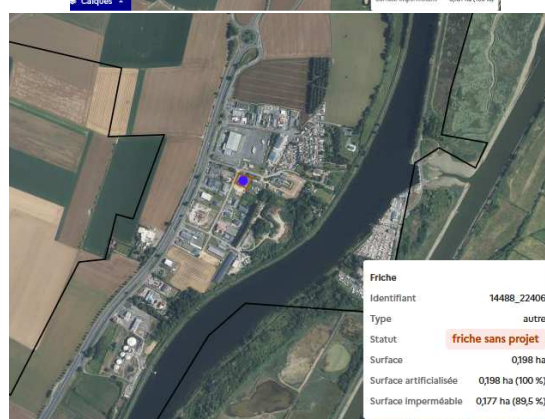 Calques
Friche
Identifiant 14488_22406
Type autre
Statut friche sans projet
Surface 0,198 ha
Surface artificialisée 0,198 ha (100 %)
Surface imperméable 0,177 ha (89,5 %)